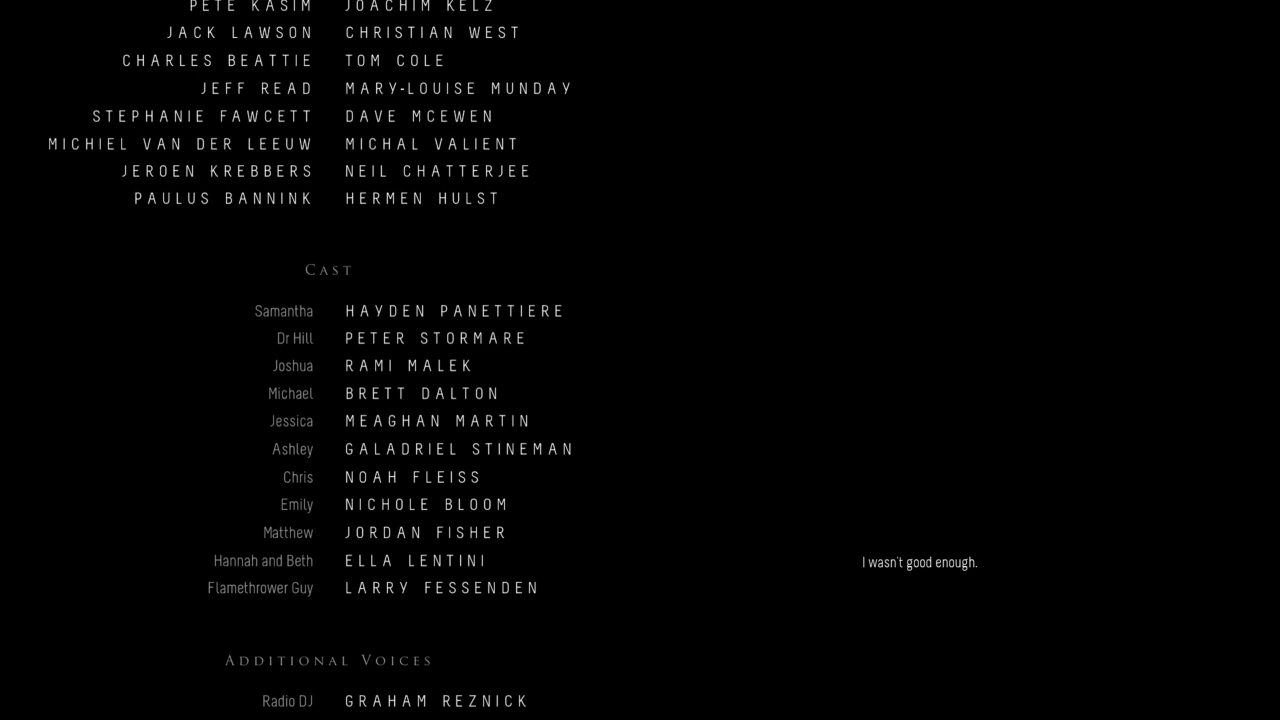 PETE KASIM JOACHIM KELZ
JACK LAWSON CHRISTIAN WEST
CHARLES BEATTIE TOM COLE
JEFF READ MARY-LOUISE MUNDAY
STEPHANIE FAWCETT DAVE MCEWEN
MICHIEL VAN DER LEEUW MICHAL VALIENT
JEROEN KREBBERS NEIL CHATTERJEE
PAULUS BANNINK HERMEN HULST
CAST
Samantha HAYDEN PANETTIERE
Dr Hill PETER STORMARE
Joshua RAMI MALEK
Michael BRETT DALTON
Jessica MEAGHAN MARTIN
Ashley GALADRIEL STINEMAN
Chris NOAH FLEISS
Emily NICHOLE BLOOM
Matthew JORDAN FISHER
Hannah and Beth ELLA LENTINI
Flamethrower Guy LARRY FESSENDEN
I wasn't good enough.
ADDITIONAL VOICES
Radio DJ GRAHAM REZNICK